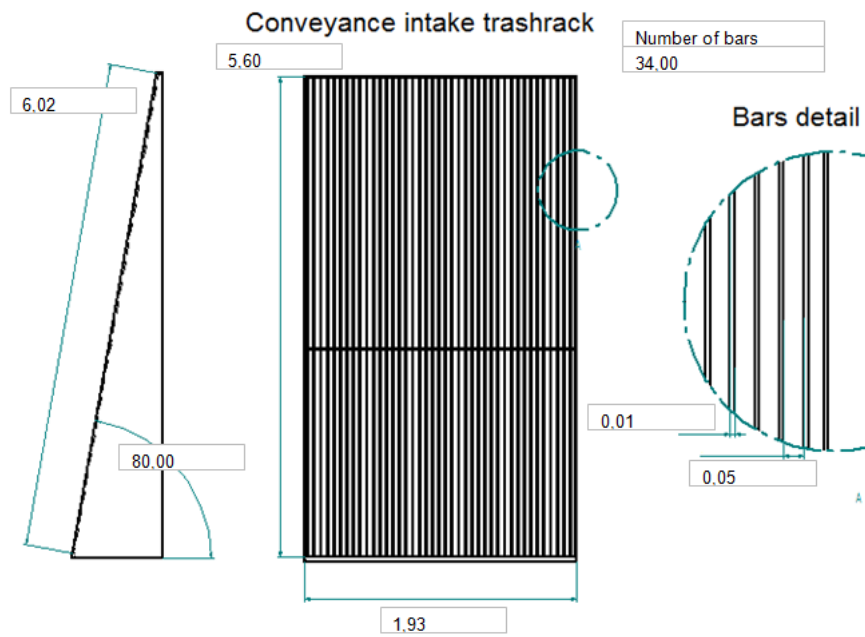 Conveyance intake trashrack
Number of bars
34,00
5,60
6,02
Bars detail
80,00
0,01
0,05
1,93
A
A